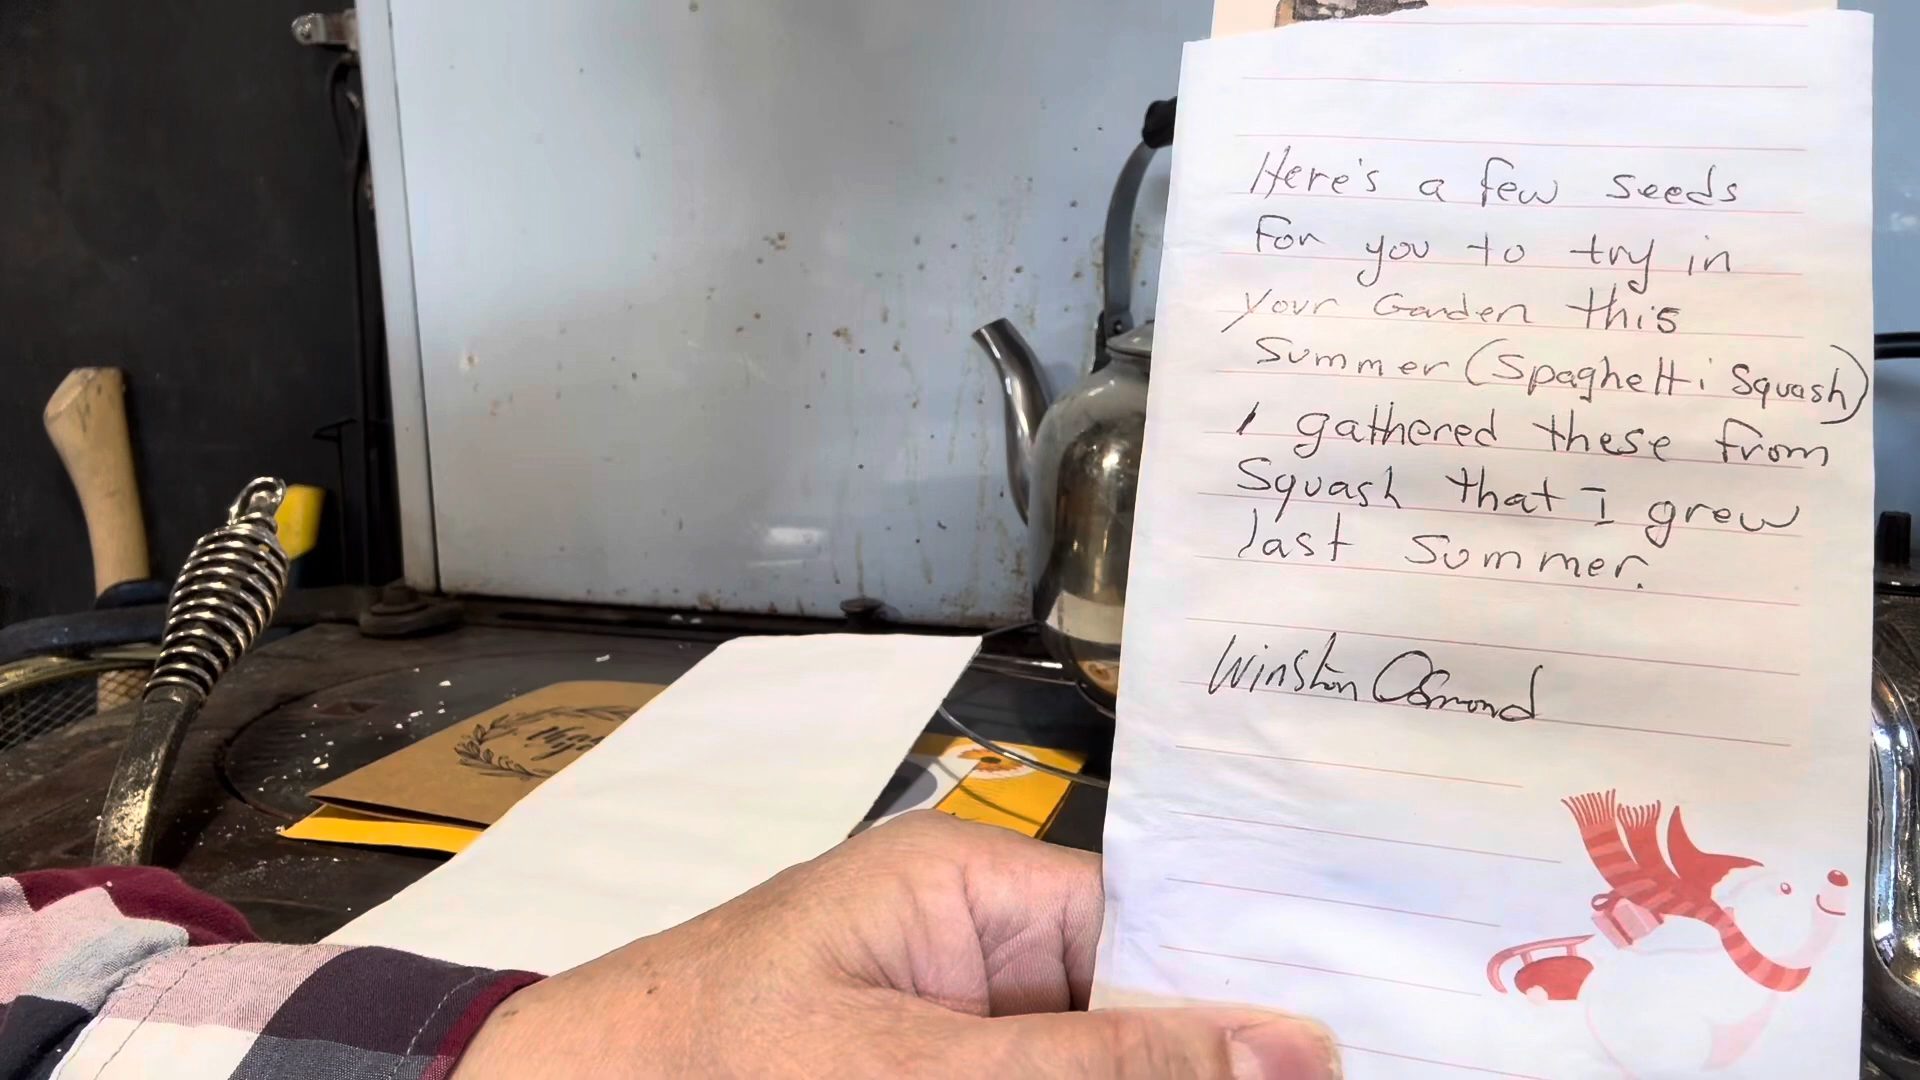 Here's a few seeds
For you to try in
your Garden this
Summer (Spaghetti Squash)
I gathered these from
Squash that I grew
last summer.
Winston Osmond